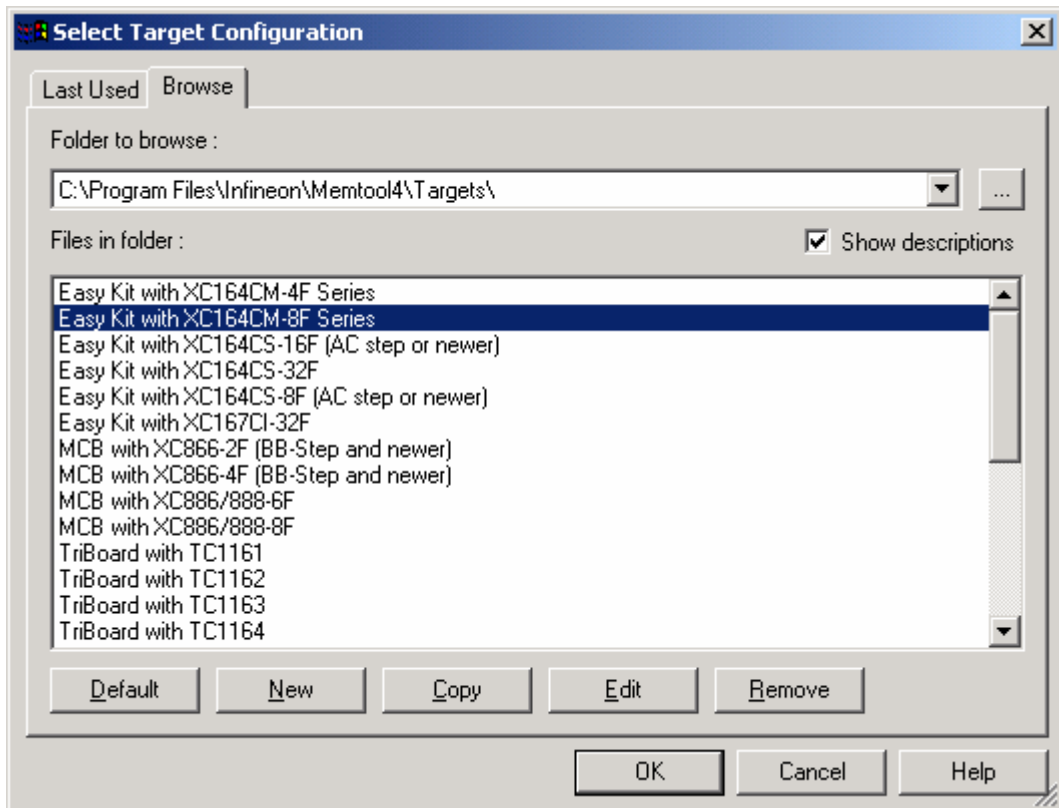 Select Target Configuration
Last Used
Browse
Folder to browse :
C:\Program Files\Infineon\Memtool4\Targets\
...
Files in folder :
Show descriptions
Easy Kit with XC164CM-4F Series
Easy Kit with XC164CM-8F Series
Easy Kit with XC164CS-16F (AC step or newer)
Easy Kit with XC164CS-32F
Easy Kit with XC164CS-8F (AC step or newer)
Easy Kit with XC167CI-32F
MCB with XC866-2F (BB-Step and newer)
MCB with XC866-4F (BB-Step and newer)
MCB with XC886/888-6F
MCB with XC886/888-8F
TriBoard with TC1161
TriBoard with TC1162
TriBoard with TC1163
TriBoard with TC1164
Default
New
Copy
Edit
Remove
OK
Cancel
Help